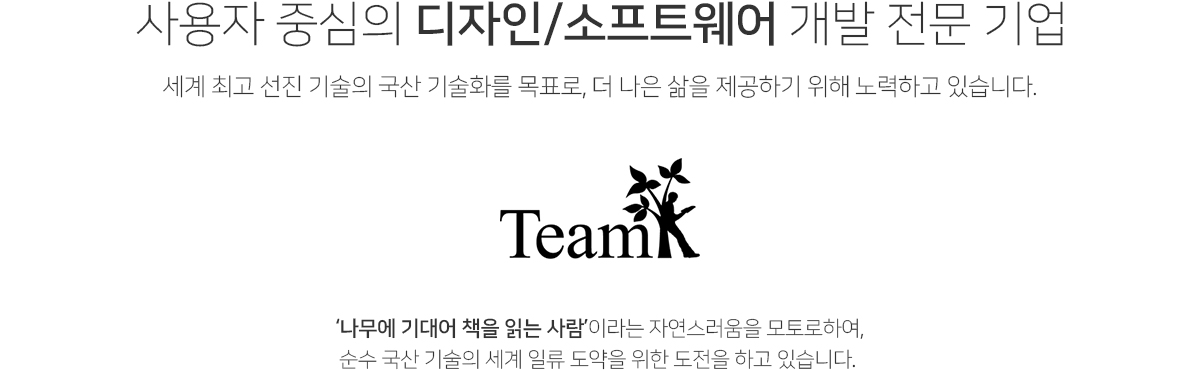 사용자 중심의 디자인/소프트웨어 개발 전문 기업
세계 최고 선진 기술의 국산 기술화를 목표로, 더 나은 삶을 제공하기 위해 노력하고 있습니다.
TeamK
‘나무에 기대어 책을 읽는 사람’이라는 자연스러움을 모토로하여,
순수 국산 기술의 세계 일류 도약을 위한 도전을 하고 있습니다.